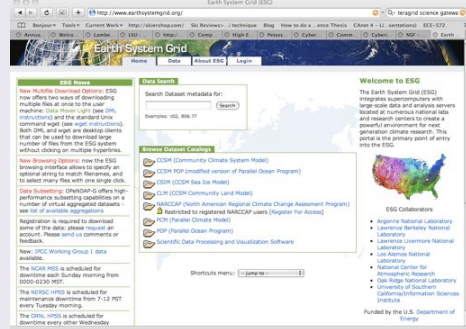 Earth System Grid (ESG)
http://www.earthsystemgrid.org/
teragrid science gatewa
Earth System Grid
Home Data About ESG Login
ESG News
New Multifile Download Options: ESG
now offers two ways of downloading
multiple files at once to the user
machine: Data Mover Light (see DML
instructions) and the standard Unix
command wget (see wget instructions).
Both DML and wget are desktop clients
that can be used to download large
number of files from the ESG system
without clicking on multiple hyperlinks.
New Browsing Options: now the ESG
browsing interface allows to specify an
optional string to match filenames, and
to select many files with one single click.
Data Subsetting: OPeNDAP-G offers high-
performance subsetting capabilities on a
number of virtual aggregated datasets -
see list of available aggregations
Registration is required to download
some of the data: please request an
account. Please send us comments or
feedback.
New: IPCC Working Group 1 data
available.
The NCAR MSS is scheduled for
downtime each Sunday morning from
0000-0230 MST.
The NERSC HPSS is scheduled for
maintenance downtime from 7-12 PST
every Tuesday morning.
The ORNL HPSS is scheduled for
downtime every other Wednesday
Data Search
Search Dataset metadata for:
Search
Examples: cd2, B06.77
Browse Dataset Catalogs
CCSM (Community Climate System Model)
CCSM POP (modified version of Parallel Ocean Program)
CSIM (CCSM Sea Ice Model)
CLM (CCSM Community Land Model)
NARCCAP (North American Regional Climate Change Assessment Program)
Restricted to registered NARCCAP users [Register For Access]
PCM (Parallel Climate Model)
POP (Parallel Ocean Program)
Scientific Data Processing and Visualization Software
Shortcuts menu: -- jump to --
Welcome to ESG
The Earth System Grid (ESG)
integrates supercomputers with
large-scale data and analysis servers
located at numerous national labs
and research centers to create a
powerful environment for next
generation climate research. This
portal is the primary point of entry
into the ESG.
ESG Collaborators
Argonne National Laboratory
Lawrence Berkeley National
Laboratory
Lawrence Livermore National
Laboratory
Los Alamos National
Laboratory
National Center for
Atmospheric Research
Oak Ridge National Laboratory
University of Southern
California/Information Sciences
Institute
Funded by the U.S. Department of
Energy